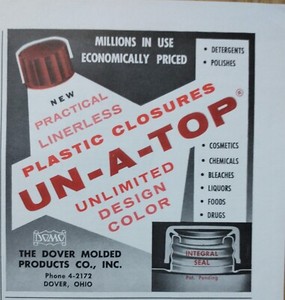 MILLIONS IN USE
ECONOMICALLY PRICED
• DETERGENTS
• POLISHES
NEW
PRACTICAL
LINERLESS
PLASTIC CLOSURES
UN-A-TOP®
UNLIMITED
DESIGN
COLOR
• COSMETICS
• CHEMICALS
• BLEACHES
• LIQUORS
• FOODS
• DRUGS
THE DOVER MOLDED
PRODUCTS CO., INC.
Phone 4-2172
DOVER, OHIO
INTEGRAL
SEAL
Pat. Pending